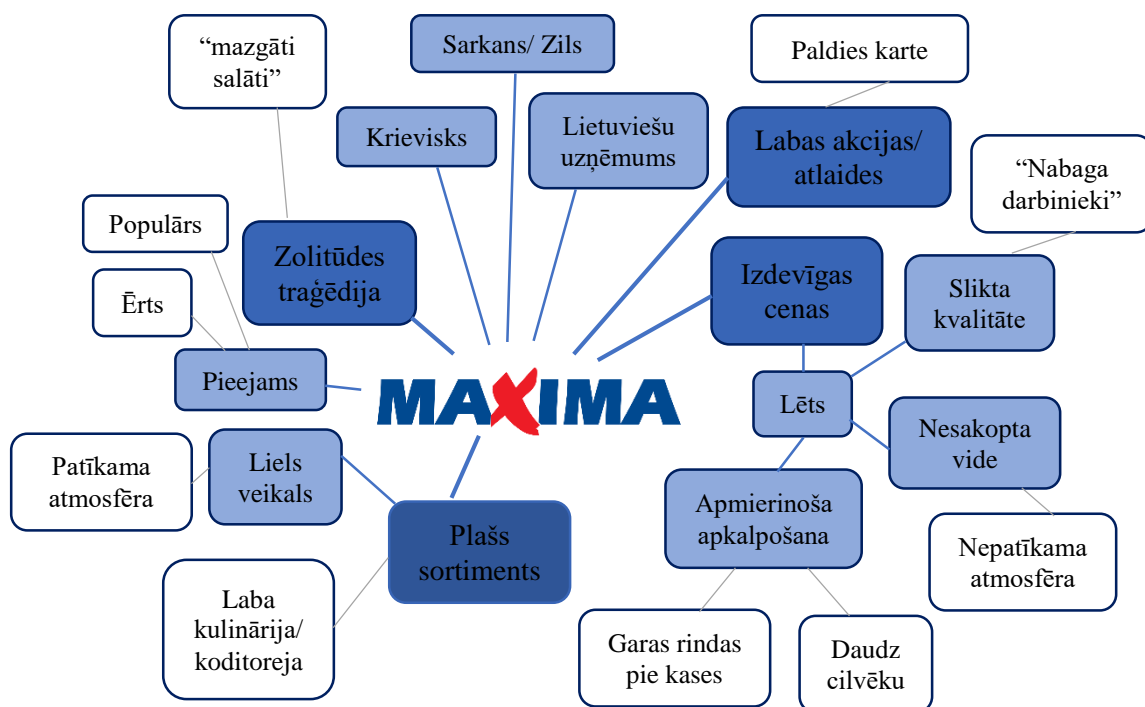 “mazgāti
salāti”
Sarkans/ Zils
Paldies karte
Krievisks
Lietuviešu
uzņēmums
Labas akcijas/
atlaides
“Nabaga
darbinieki”
Populārs
Zolitūdes
traģēdija
Izdevīgas
cenas
Slikta
kvalitāte
Ērts
Pieejams
MAXIMA
Lēts
Nesakopta
vide
Patīkama
atmosfēra
Liels
veikals
Apmierinoša
apkalpošana
Plašs
sortiments
Nepatīkama
atmosfēra
Laba
kulinārija/
koditoreja
Garas rindas
pie kases
Daudz
cilvēku